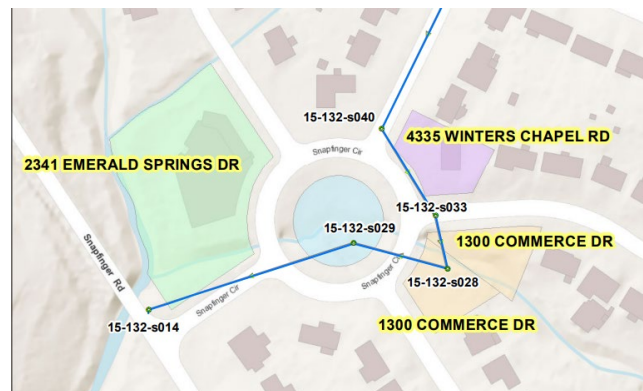 15-132-s040
4335 WINTERS CHAPEL RD
Snapfinger Cir
2341 EMERALD SPRINGS DR
15-132-s033
15-132-s029
1300 COMMERCE DR
Snapfinger Rd
Snapfinger Cir
15-132-s028
Snapfinger Cir
15-132-s014
1300 COMMERCE DR